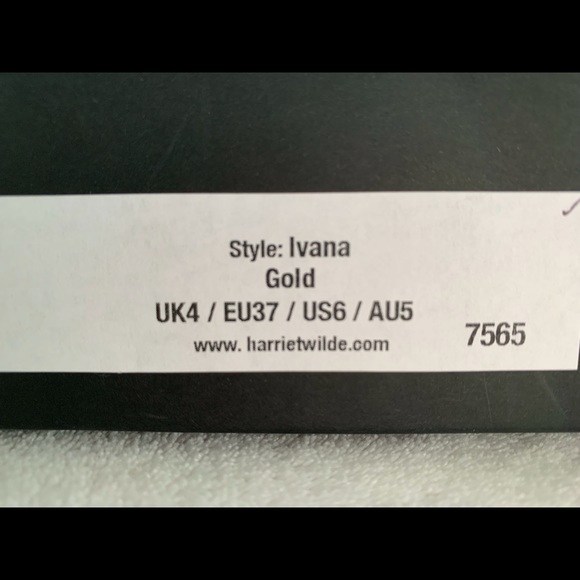 Style: Ivana
Gold
UK4 / EU37 / US6 / AU5
www. harrietwilde.com
7565